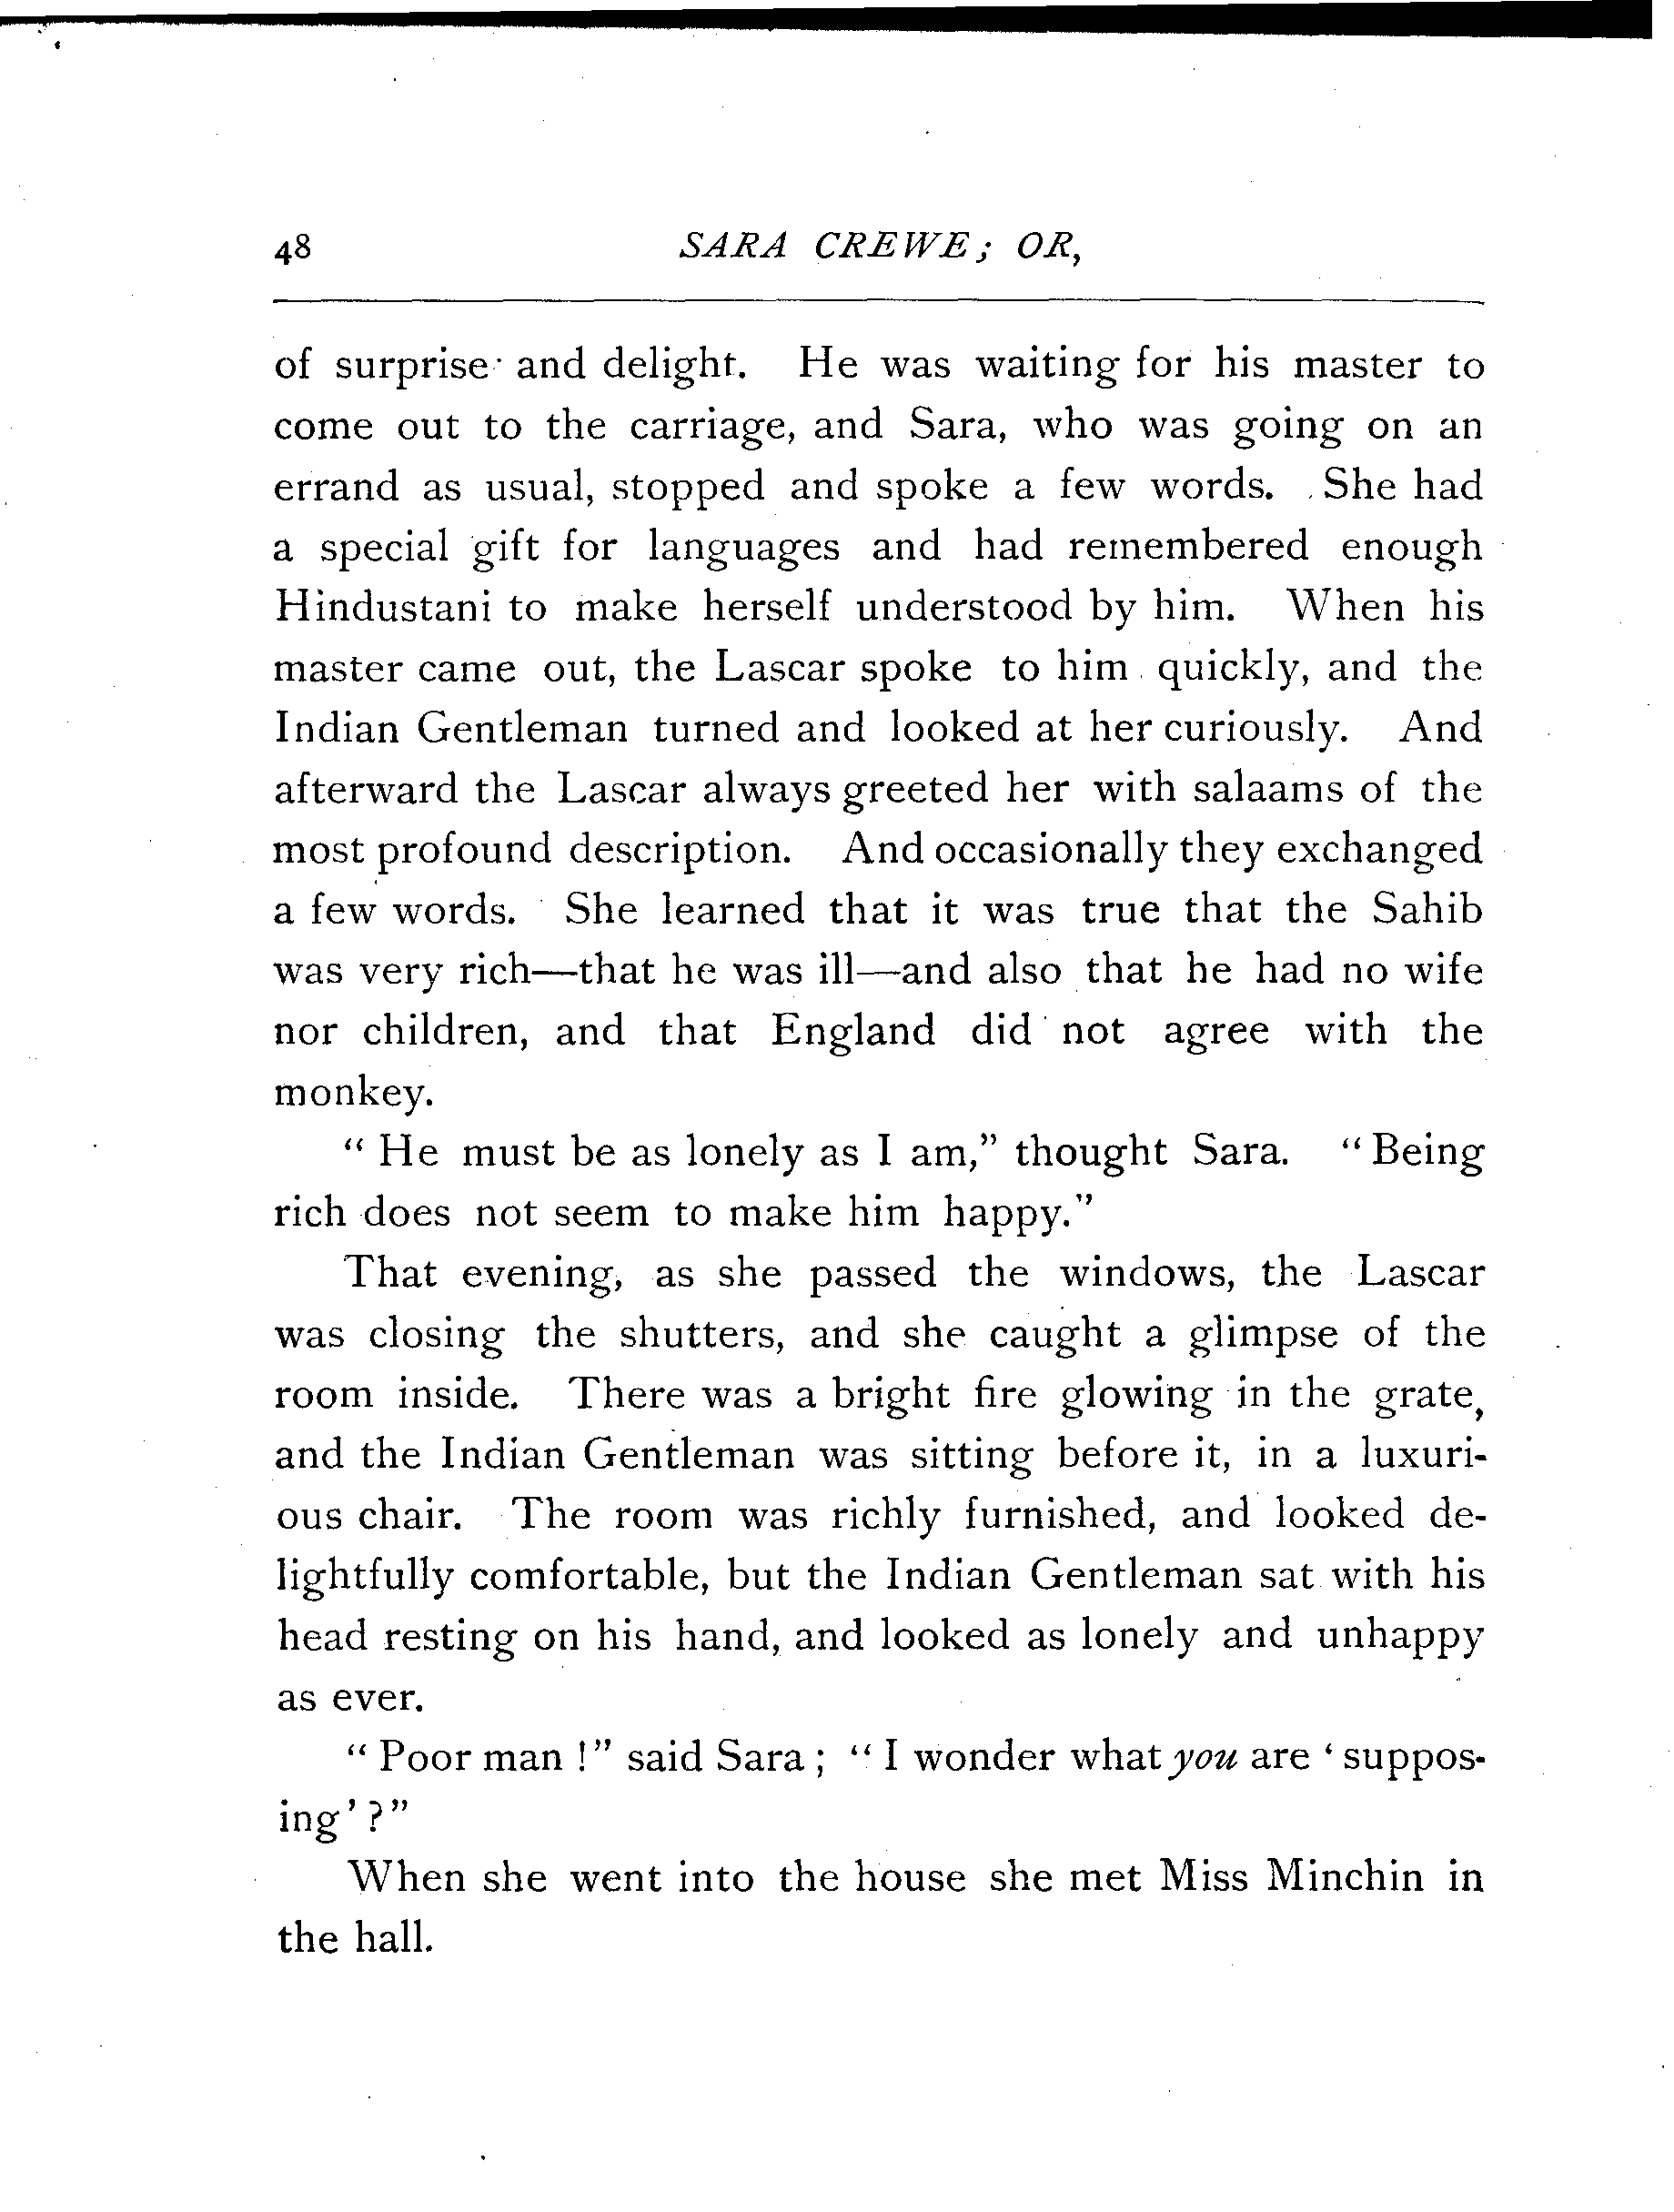 48 SARA CREWE; OR,
of surprise and delight. He was waiting for his master to
come out to the carriage, and Sara, who was going on an
errand as usual, stopped and spoke a few words. She had
a special gift for languages and had remembered enough
Hindustani to make herself understood by him. When his
master came out, the Lascar spoke to him quickly, and the
Indian Gentleman turned and looked at her curiously. And
afterward the Lascar always greeted her with salaams of the
most profound description. And occasionally they exchanged
a few words. She learned that it was true that the Sahib
was very rich—that he was ill—and also that he had no wife
nor children, and that England did not agree with the
monkey.
"He must be as lonely as I am," thought Sara. "Being
rich does not seem to make him happy."
That evening, as she passed the windows, the Lascar
was closing the shutters, and she caught a glimpse of the
room inside. There was a bright fire glowing in the grate,
and the Indian Gentleman was sitting before it, in a luxuri-
ous chair. The room was richly furnished, and looked de-
lightfully comfortable, but the Indian Gentleman sat with his
head resting on his hand, and looked as lonely and unhappy
as ever.
"Poor man!" said Sara; "I wonder what you are 'suppos-
ing'?"
When she went into the house she met Miss Minchin in
the hall.